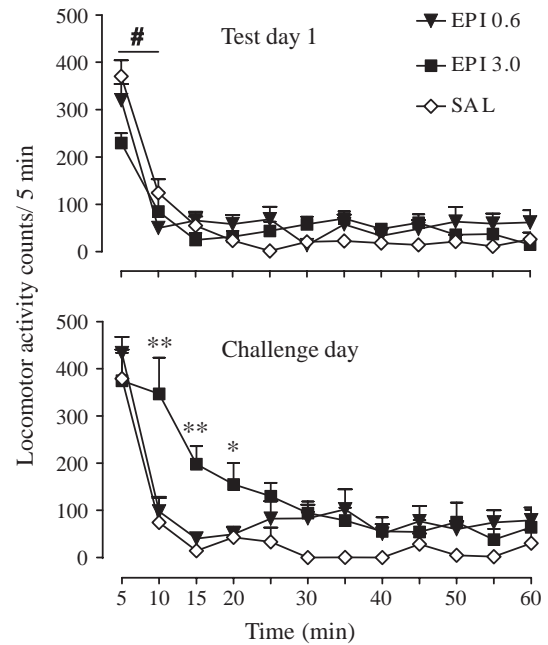 500
400
300
200
100
0
#
Test day 1
EPI 0.6
EPI 3.0
SAL
Locomotor activity counts/ 5 min
500
400
300
200
100
0
**
**
*
Challenge day
5 10 15 20 30 40 50 60
Time (min)